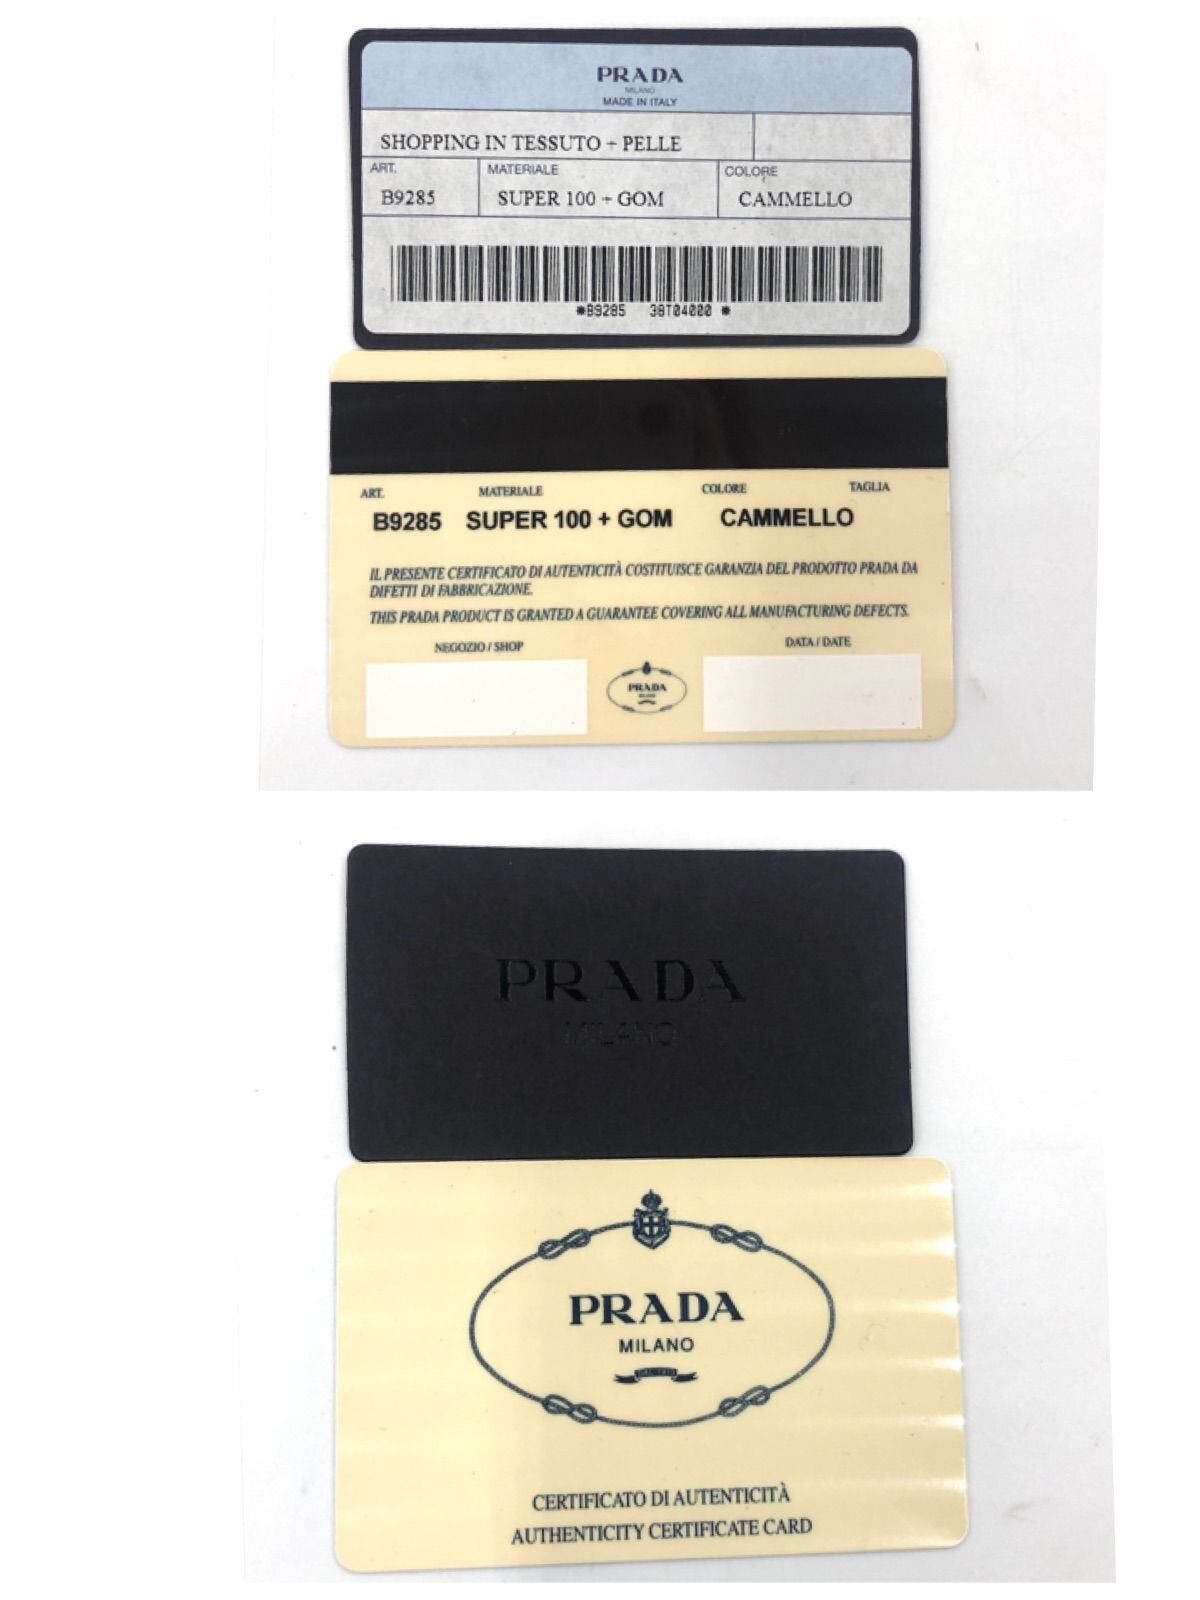 PRADA
MILANO
MADE IN ITALY
SHOPPING IN TESSUTO + PELLE
ART. MATERIALE COLORE
B9285 SUPER 100 + GOM CAMMELLO
*B9285 38T04000 *
ART. MATERIALE COLORE TAGLIA
B9285 SUPER 100 + GOM CAMMELLO
IL PRESENTE CERTIFICATO DI AUTENTICITÀ COSTITUISCE GARANZIA DEL PRODOTTO PRADA DA
DIFETTI DI FABBRICAZIONE.
THIS PRADA PRODUCT IS GRANTED A GUARANTEE COVERING ALL MANUFACTURING DEFECTS.
NEGOZIO / SHOP DATA / DATE
PRADA
MILANO
PRADA
MILANO
PRADA
MILANO
CERTIFICATO DI AUTENTICITÀ
AUTHENTICITY CERTIFICATE CARD